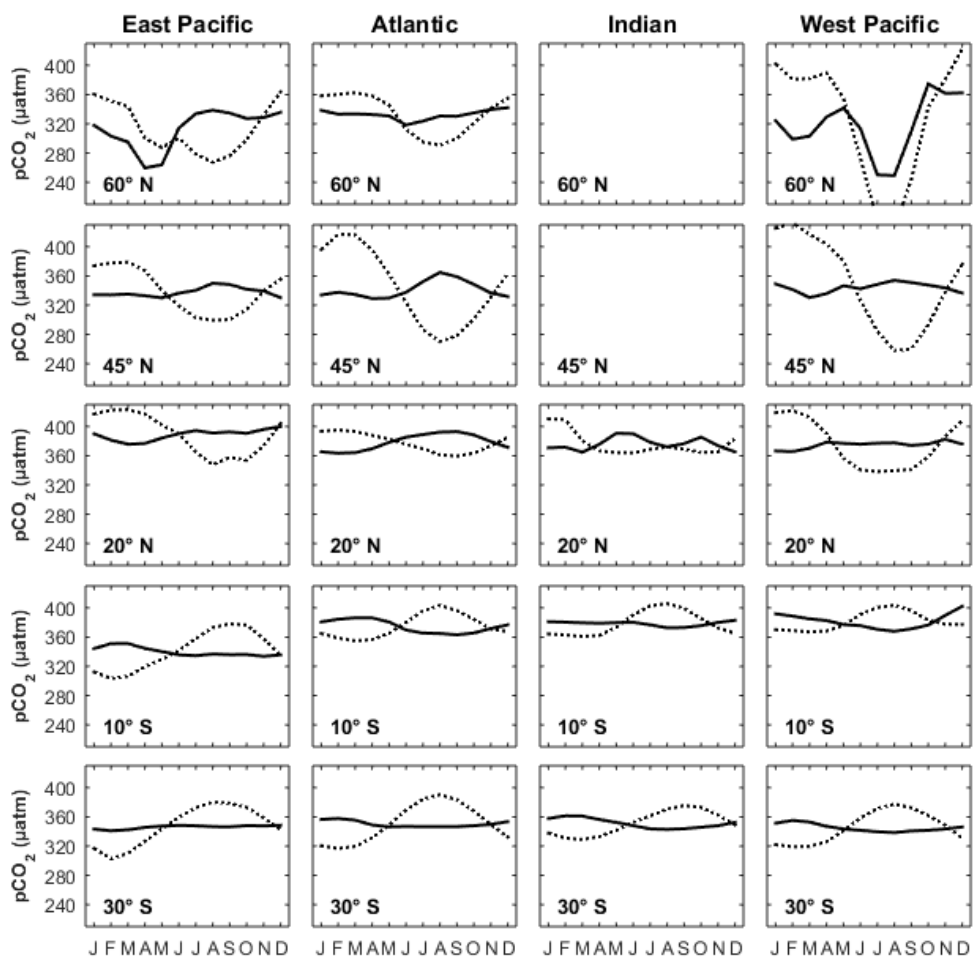 East Pacific Atlantic Indian West Pacific
pCO₂ (µatm) 400 360 320 280 240 60° N 60° N 60° N 60° N
pCO₂ (µatm) 400 360 320 280 240 45° N 45° N 45° N 45° N
pCO₂ (µatm) 400 360 320 280 240 20° N 20° N 20° N 20° N
pCO₂ (µatm) 400 360 320 280 240 10° S 10° S 10° S 10° S
pCO₂ (µatm) 400 360 320 280 240 30° S 30° S 30° S 30° S
J F M A M J J A S O N D J F M A M J J A S O N D J F M A M J J A S O N D J F M A M J J A S O N D